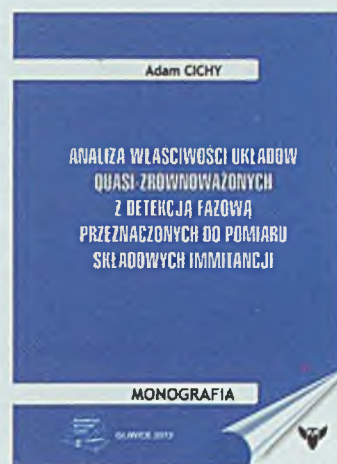 Adam CICHY
ANALIZA WŁAŚCIWOŚCI UKŁADÓW
QUASI-ZRÓWNOWAŻONYCH
Z DETEKCJĄ FAZOWĄ
PRZEZNACZONYCH DO POMIARU
SKŁADOWYCH IMMITANCJI
MONOGRAFIA
GLIWICE 2013